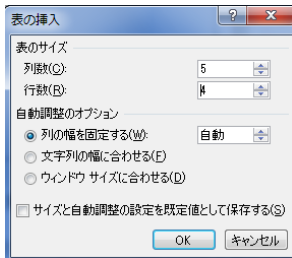 表の挿入
表のサイズ
列数(C): 5
行数(R): 4
自動調整のオプション
列の幅を固定する(W): 自動
文字列の幅に合わせる(F)
ウィンドウ サイズに合わせる(D)
サイズと自動調整の設定を既定値として保存する(S)
OK キャンセル